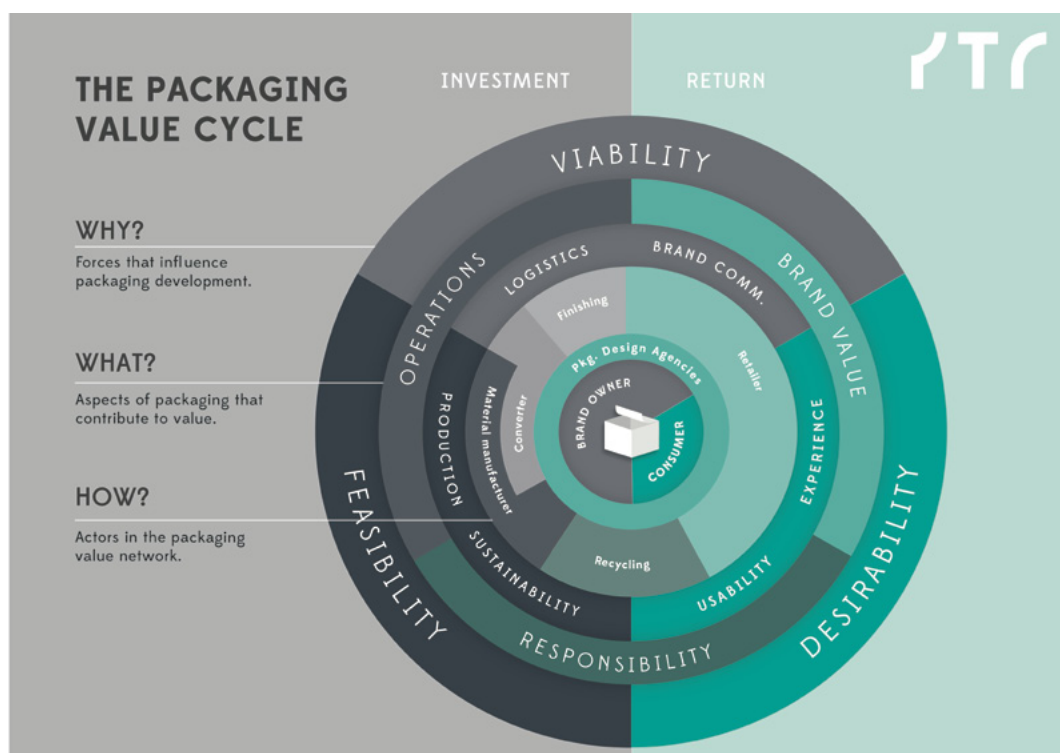 THE PACKAGING
VALUE CYCLE
INVESTMENT
RETURN
rTr
WHY?
Forces that influence
packaging development.
WHAT?
Aspects of packaging that
contribute to value.
HOW?
Actors in the packaging
value network.
VIABILITY
FEASIBILITY
DESIRABILITY
OPERATIONS
BRAND VALUE
RESPONSIBILITY
LOGISTICS
BRAND COMM.
PRODUCTION
EXPERIENCE
SUSTAINABILITY
USABILITY
Finishing
Retailer
Converter
Material manufacturer
Recycling
Pkg. Design Agencies
BRAND OWNER
CONSUMER